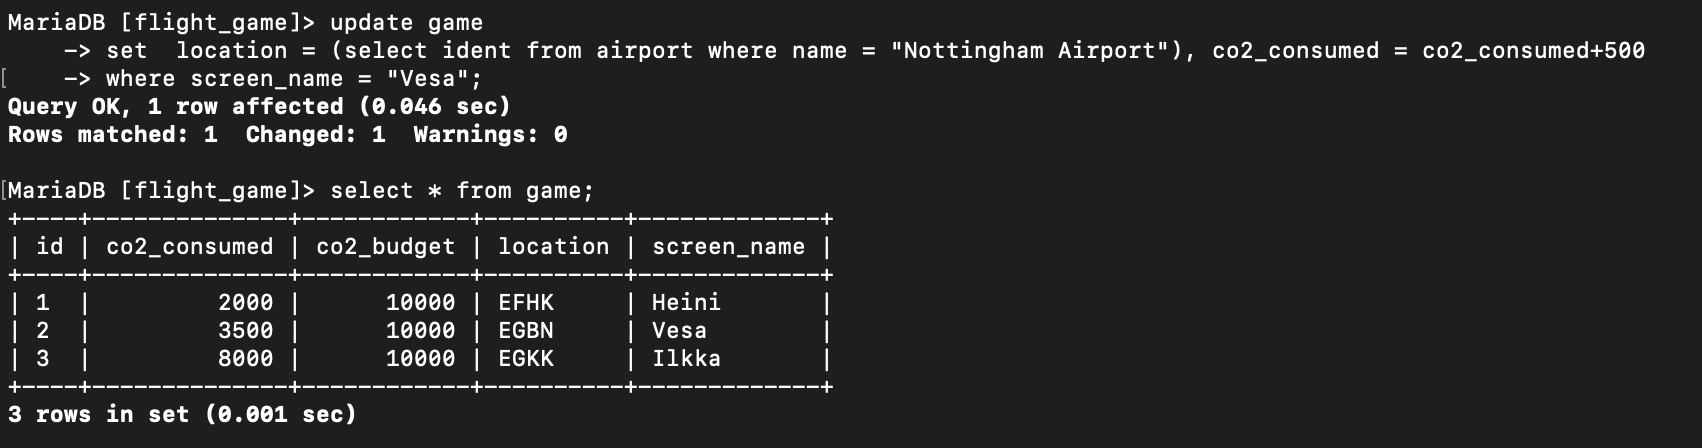 MariaDB [flight_game]> update game
    -> set  location = (select ident from airport where name = "Nottingham Airport"), co2_consumed = co2_consumed+500
[    -> where screen_name = "Vesa";
Query OK, 1 row affected (0.046 sec)
Rows matched: 1  Changed: 1  Warnings: 0

[MariaDB [flight_game]> select * from game;
+----+--------------+------------+----------+-------------+
| id | co2_consumed | co2_budget | location | screen_name |
+----+--------------+------------+----------+-------------+
| 1  |         2000 |      10000 | EFHK     | Heini       |
| 2  |         3500 |      10000 | EGBN     | Vesa        |
| 3  |         8000 |      10000 | EGKK     | Ilkka       |
+----+--------------+------------+----------+-------------+
3 rows in set (0.001 sec)